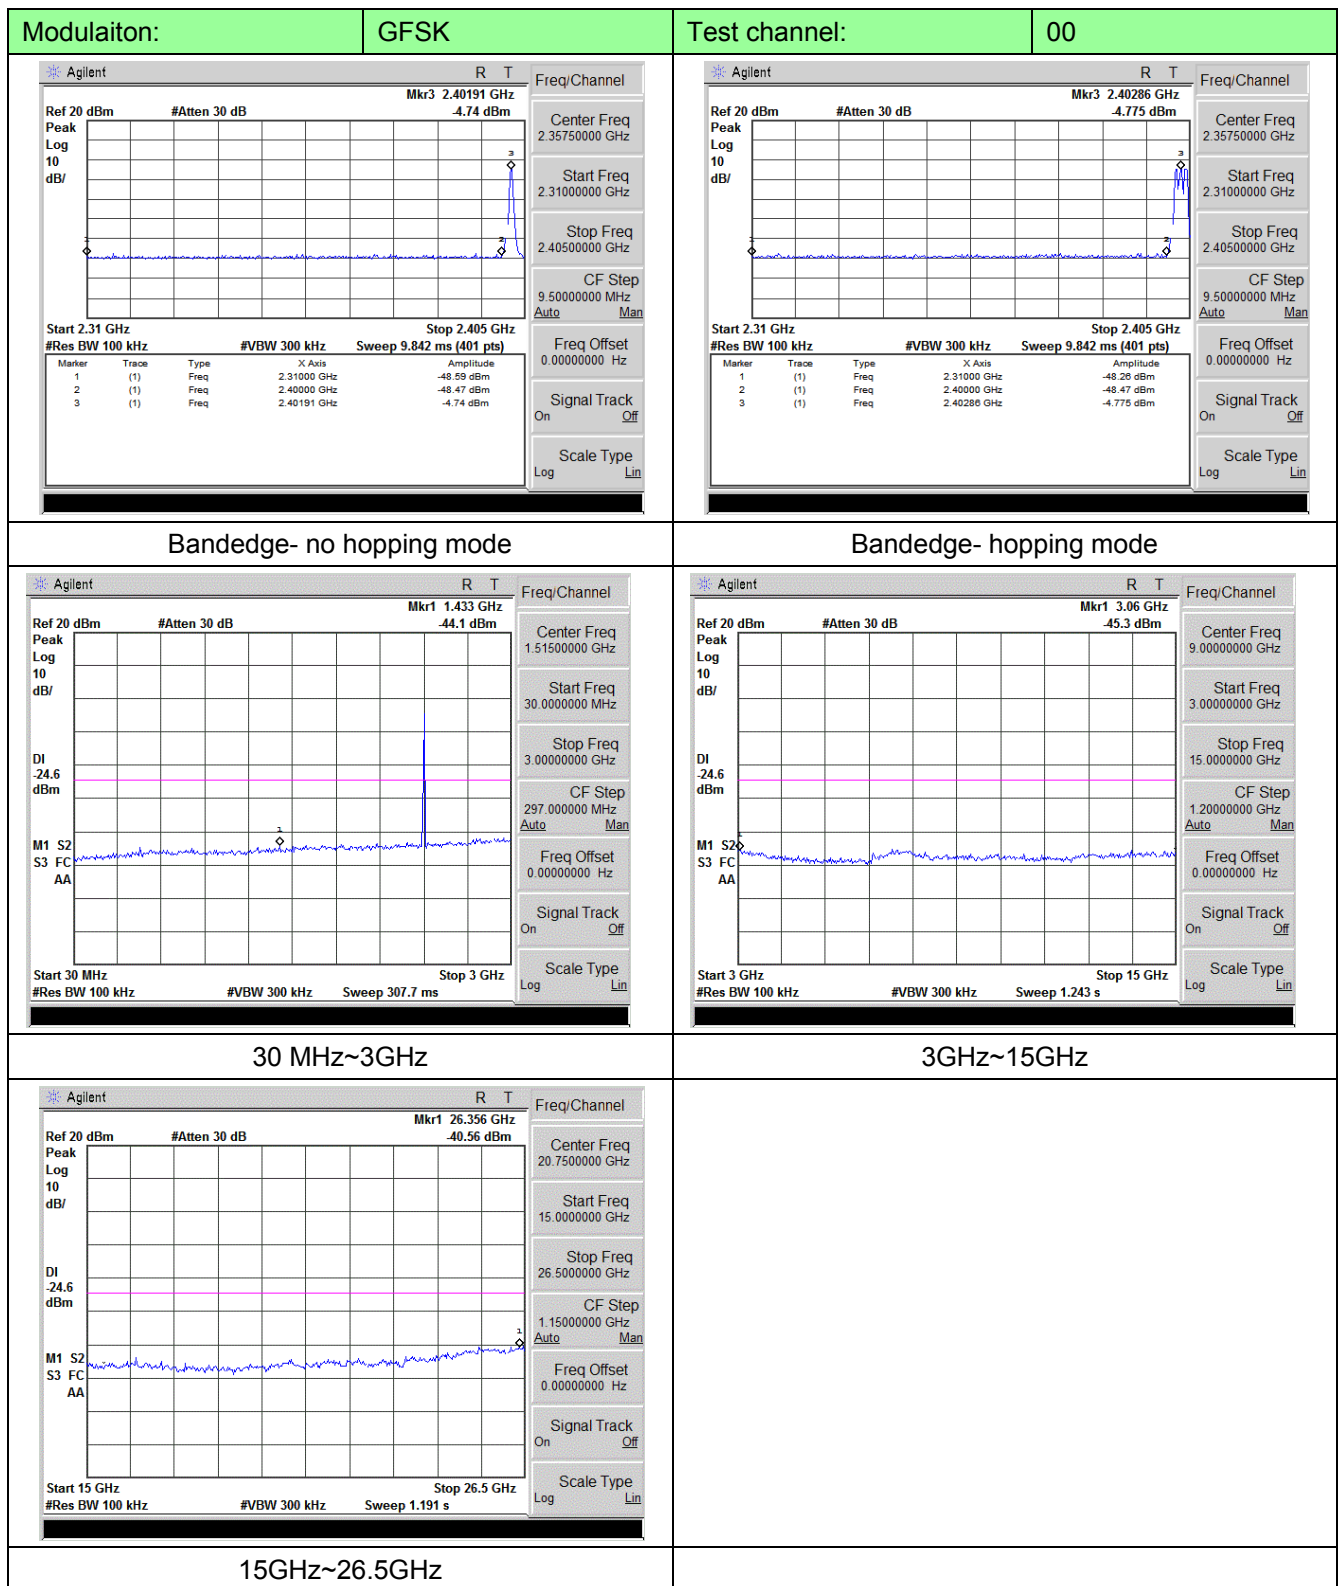 Modulaiton: GFSK Test channel: 00
Agilent R T
Mkr3 2.40191 GHz
Ref 20 dBm #Atten 30 dB -4.74 dBm
Peak
Log
10
dB/
3
1
2
Start 2.31 GHz Stop 2.405 GHz
#Res BW 100 kHz #VBW 300 kHz Sweep 9.842 ms (401 pts)
Marker Trace Type X Axis Amplitude
1 (1) Freq 2.31000 GHz -48.59 dBm
2 (1) Freq 2.40000 GHz -48.47 dBm
3 (1) Freq 2.40191 GHz -4.74 dBm
Freq/Channel
Center Freq
2.35750000 GHz
Start Freq
2.31000000 GHz
Stop Freq
2.40500000 GHz
CF Step
9.50000000 MHz
Auto Man
Freq Offset
0.00000000 Hz
Signal Track
On Off
Scale Type
Log Lin
Agilent R T
Mkr3 2.40286 GHz
Ref 20 dBm #Atten 30 dB -4.775 dBm
Peak
Log
10
dB/
3
1
2
Start 2.31 GHz Stop 2.405 GHz
#Res BW 100 kHz #VBW 300 kHz Sweep 9.842 ms (401 pts)
Marker Trace Type X Axis Amplitude
1 (1) Freq 2.31000 GHz -48.26 dBm
2 (1) Freq 2.40000 GHz -48.47 dBm
3 (1) Freq 2.40286 GHz -4.775 dBm
Freq/Channel
Center Freq
2.35750000 GHz
Start Freq
2.31000000 GHz
Stop Freq
2.40500000 GHz
CF Step
9.50000000 MHz
Auto Man
Freq Offset
0.00000000 Hz
Signal Track
On Off
Scale Type
Log Lin
Bandedge- no hopping mode Bandedge- hopping mode
Agilent R T
Mkr1 1.433 GHz
Ref 20 dBm #Atten 30 dB -44.1 dBm
Peak
Log
10
dB/
DI
-24.6
dBm
1
M1 S2
S3 FC
AA
Start 30 MHz Stop 3 GHz
#Res BW 100 kHz #VBW 300 kHz Sweep 307.7 ms
Freq/Channel
Center Freq
1.51500000 GHz
Start Freq
30.0000000 MHz
Stop Freq
3.00000000 GHz
CF Step
297.000000 MHz
Auto Man
Freq Offset
0.00000000 Hz
Signal Track
On Off
Scale Type
Log Lin
Agilent R T
Mkr1 3.06 GHz
Ref 20 dBm #Atten 30 dB -45.3 dBm
Peak
Log
10
dB/
DI
-24.6
dBm
1
M1 S2
S3 FC
AA
Start 3 GHz Stop 15 GHz
#Res BW 100 kHz #VBW 300 kHz Sweep 1.243 s
Freq/Channel
Center Freq
9.00000000 GHz
Start Freq
3.00000000 GHz
Stop Freq
15.0000000 GHz
CF Step
1.20000000 GHz
Auto Man
Freq Offset
0.00000000 Hz
Signal Track
On Off
Scale Type
Log Lin
30 MHz~3GHz 3GHz~15GHz
Agilent R T
Mkr1 26.356 GHz
Ref 20 dBm #Atten 30 dB -40.56 dBm
Peak
Log
10
dB/
DI
-24.6
dBm
1
M1 S2
S3 FC
AA
Start 15 GHz Stop 26.5 GHz
#Res BW 100 kHz #VBW 300 kHz Sweep 1.191 s
Freq/Channel
Center Freq
20.7500000 GHz
Start Freq
15.0000000 GHz
Stop Freq
26.5000000 GHz
CF Step
1.15000000 GHz
Auto Man
Freq Offset
0.00000000 Hz
Signal Track
On Off
Scale Type
Log Lin
15GHz~26.5GHz